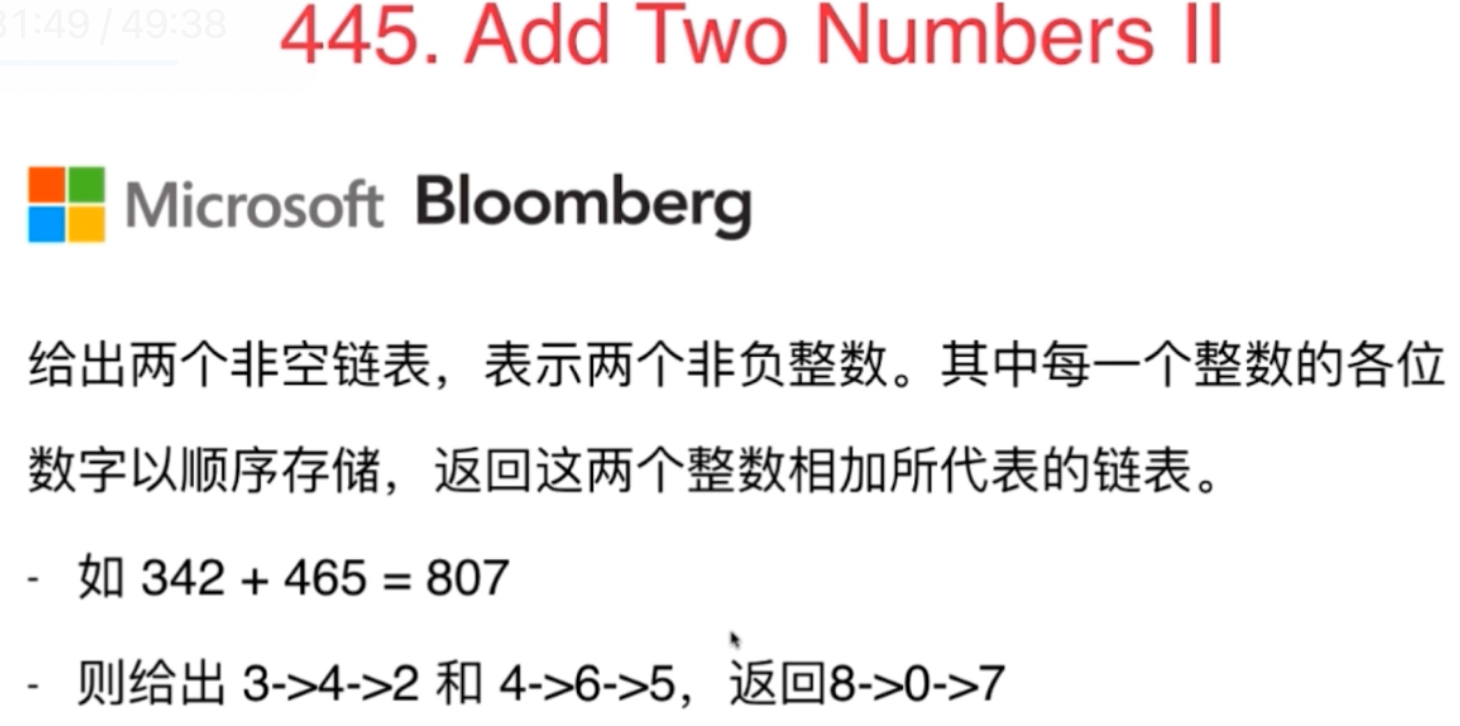 31:49 / 49:38
445. Add Two Numbers II
Microsoft Bloomberg
给出两个非空链表，表示两个非负整数。其中每一个整数的各位
数字以顺序存储，返回这两个整数相加所代表的链表。
- 如 342 + 465 = 807
- 则给出 3->4->2 和 4->6->5，返回8->0->7